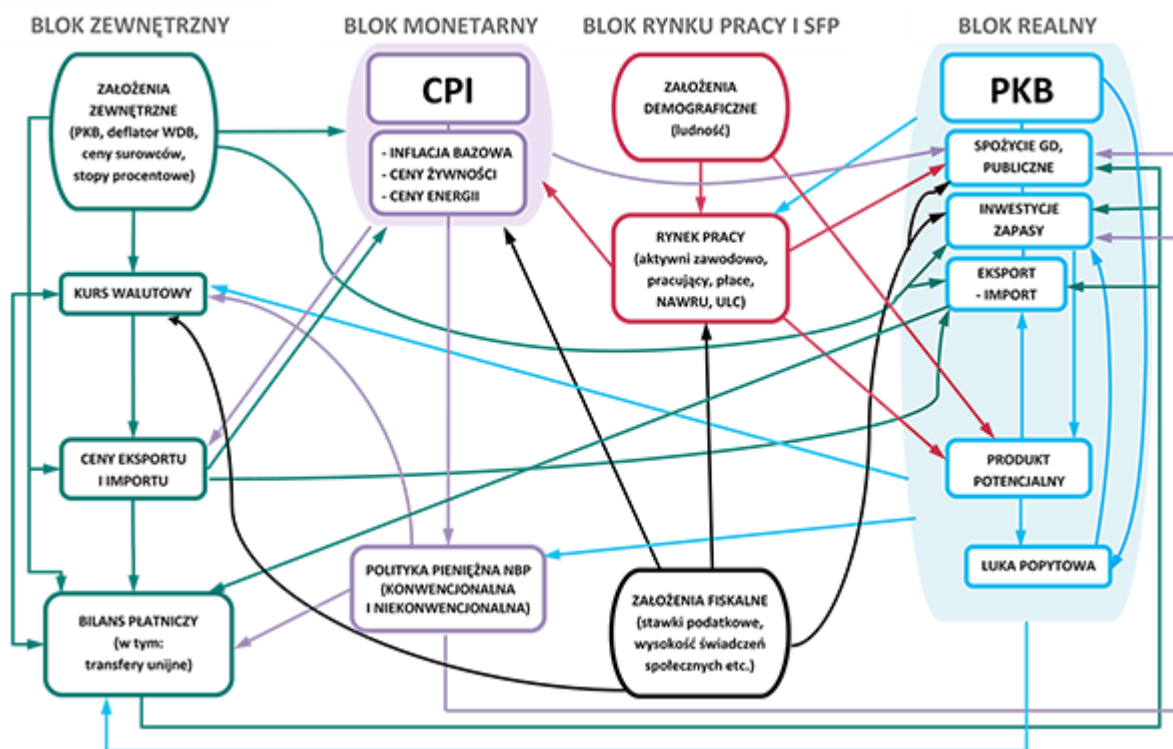 BLOK ZEWNĘTRZNY
BLOK MONETARNY
BLOK RYNKU PRACY I SFP
BLOK REALNY
ZAŁOŻENIA
ZEWNĘTRZNE
(PKB, deflator WDB,
ceny surowców,
stopy procentowe)
KURS WALUTOWY
CENY EKSPORTU
I IMPORTU
BILANS PŁATNICZY
(w tym:
transfery unijne)
CPI
- INFLACJA BAZOWA
- CENY ŻYWNOŚCI
- CENY ENERGII
POLITYKA PIENIĘŻNA NBP
(KONWENCJONALNA
I NIEKONWENCJONALNA)
ZAŁOŻENIA
DEMOGRAFICZNE
(ludność)
RYNEK PRACY
(aktywni zawodowo,
pracujący, płace,
NAWRU, ULC)
ZAŁOŻENIA FISKALNE
(stawki podatkowe,
wysokość świadczeń
społecznych etc.)
PKB
SPOŻYCIE GD,
PUBLICZNE
INWESTYCJE
ZAPASY
EKSPORT
- IMPORT
PRODUKT
POTENCJALNY
ŁUKA POPYTOWA